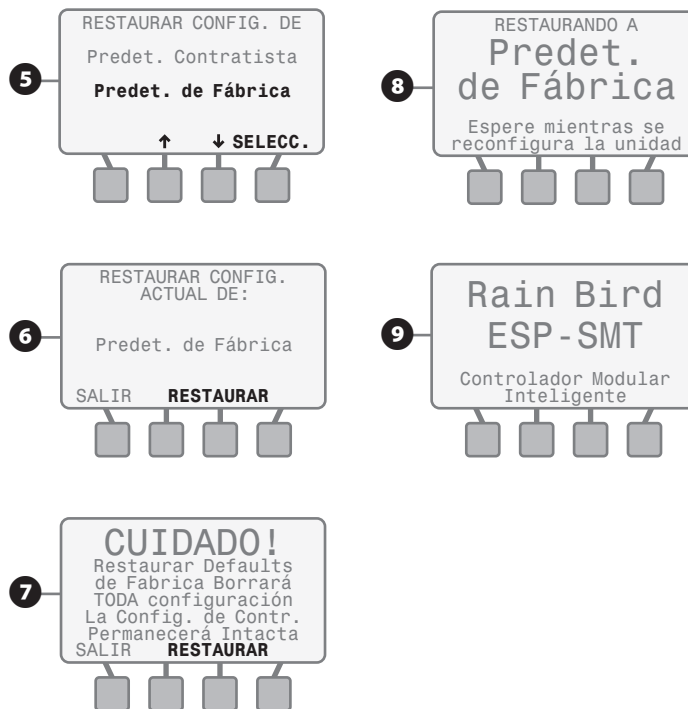 5
RESTAURAR CONFIG. DE
Predet. Contratista
Predet. de Fábrica
↑ ↓ SELECC.
6
RESTAURAR CONFIG.
ACTUAL DE:
Predet. de Fábrica
SALIR RESTAURAR
7
CUIDADO!
Restaurar Defaults
de Fabrica Borrará
TODA configuración
La Config. de Contr.
Permanecerá Intacta
SALIR RESTAURAR
8
RESTAURANDO A
Predet.
de Fábrica
Espere mientras se
reconfigura la unidad
9
Rain Bird
ESP-SMT
Controlador Modular
Inteligente